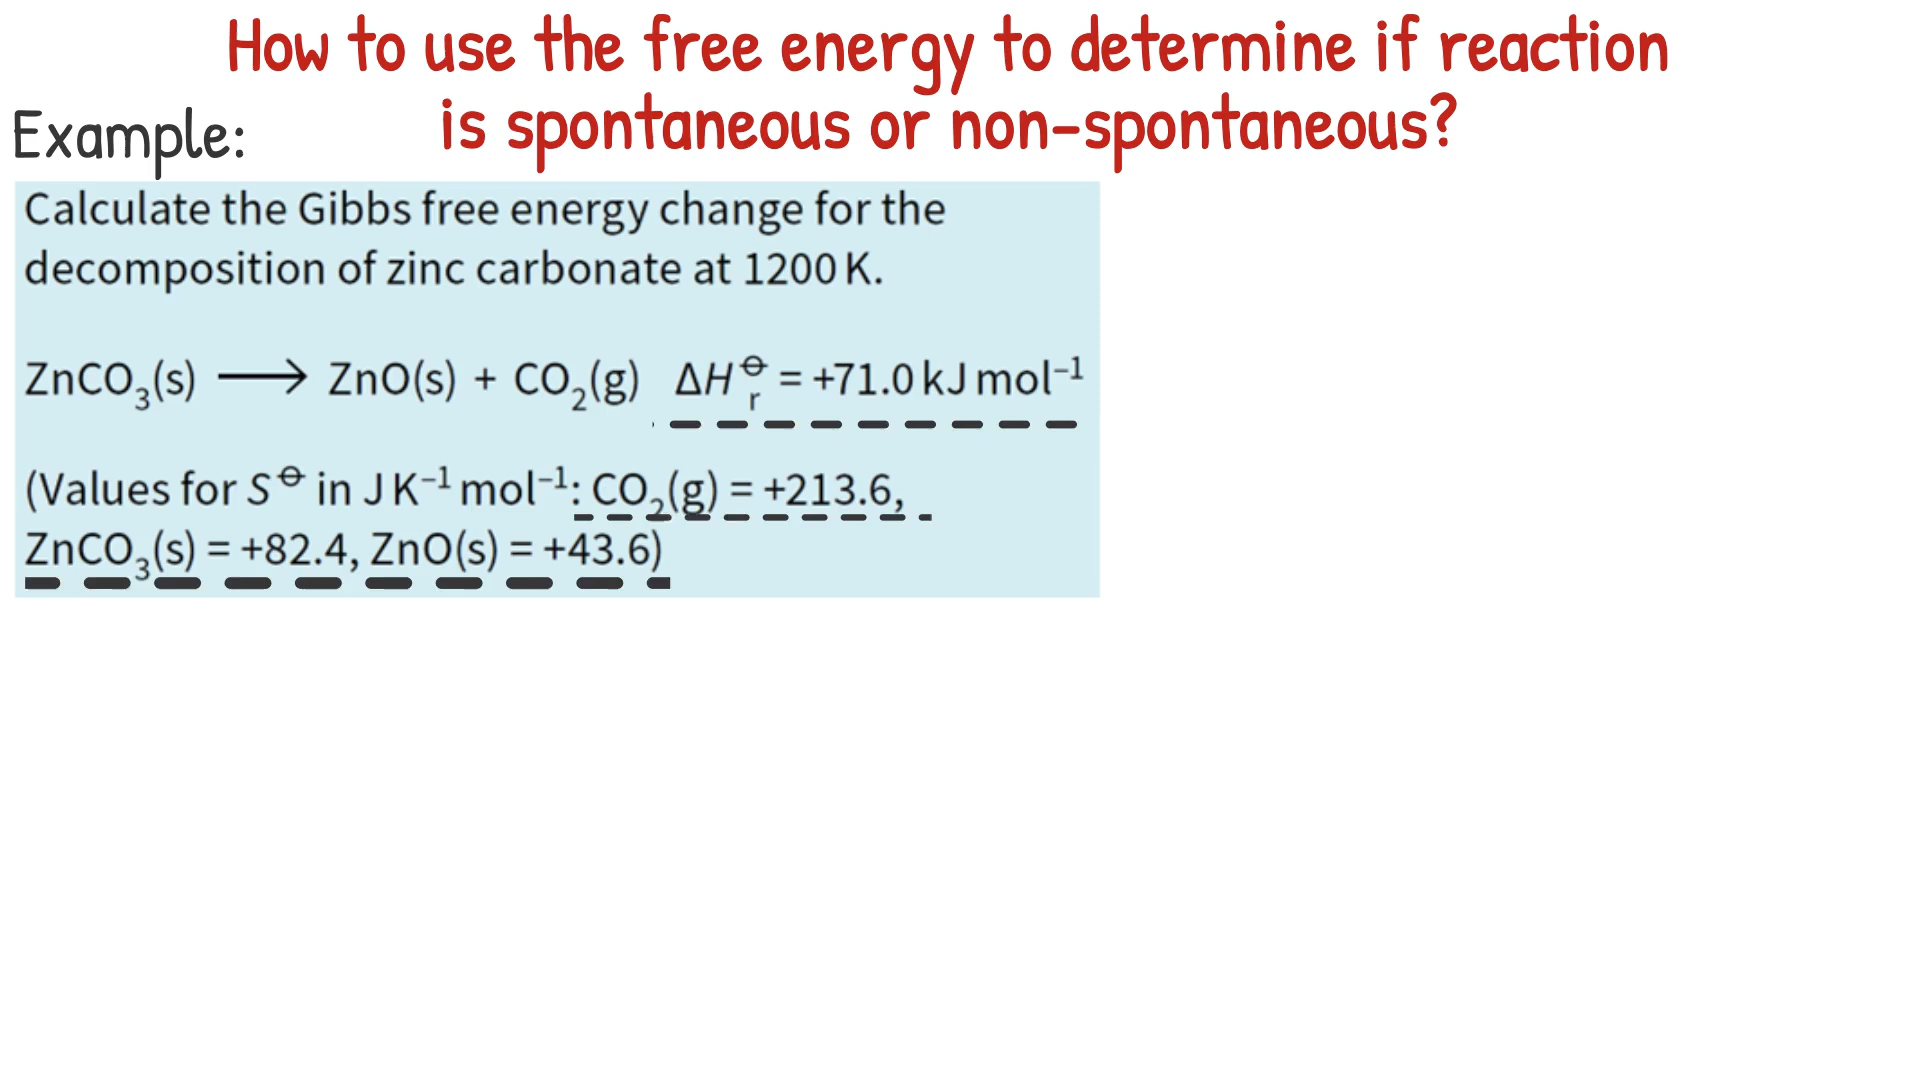 How to use the free energy to determine if reaction
is spontaneous or non-spontaneous?
Example:
Calculate the Gibbs free energy change for the
decomposition of zinc carbonate at 1200 K.
ZnCO₃(s) ⟶ ZnO(s) + CO₂(g) ΔH⦵ᵣ = +71.0 kJ mol⁻¹
(Values for S⦵ in J K⁻¹ mol⁻¹: CO₂(g) = +213.6,
ZnCO₃(s) = +82.4, ZnO(s) = +43.6)